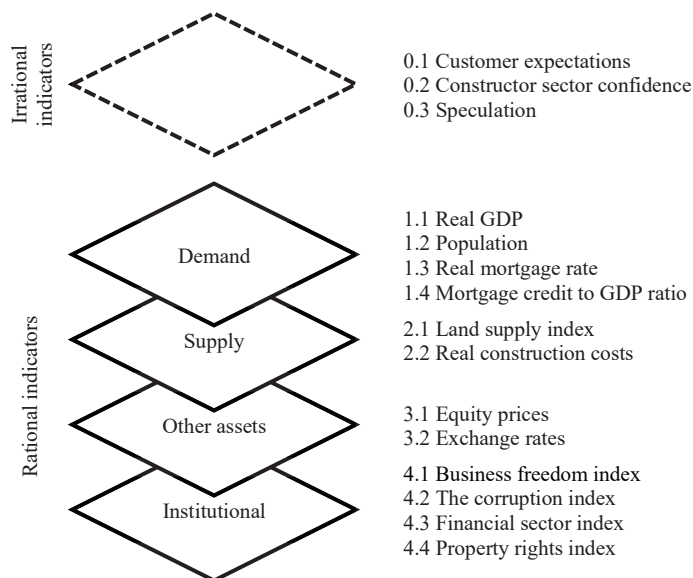 Irrational
indicators
0.1 Customer expectations
0.2 Constructor sector confidence
0.3 Speculation
Rational indicators
Demand
1.1 Real GDP
1.2 Population
1.3 Real mortgage rate
1.4 Mortgage credit to GDP ratio
Supply
2.1 Land supply index
2.2 Real construction costs
Other assets
3.1 Equity prices
3.2 Exchange rates
Institutional
4.1 Business freedom index
4.2 The corruption index
4.3 Financial sector index
4.4 Property rights index